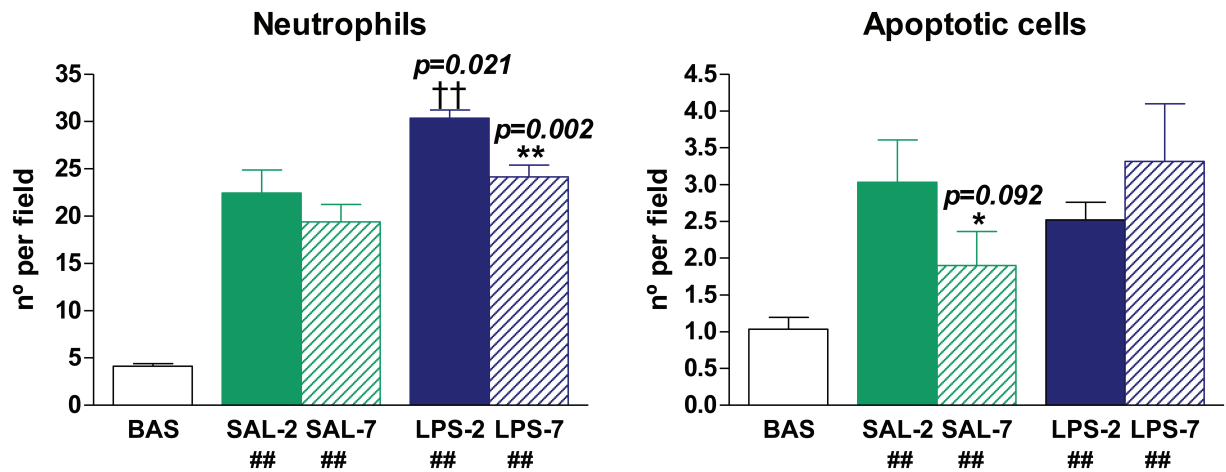 Neutrophils
p=0.021
††
p=0.002
**
nº per field
35
30
25
20
15
10
5
0
BAS SAL-2 SAL-7 LPS-2 LPS-7
## ## ## ##
Apoptotic cells
p=0.092
*
nº per field
4.5
4.0
3.5
3.0
2.5
2.0
1.5
1.0
0.5
0.0
BAS SAL-2 SAL-7 LPS-2 LPS-7
## ## ## ##